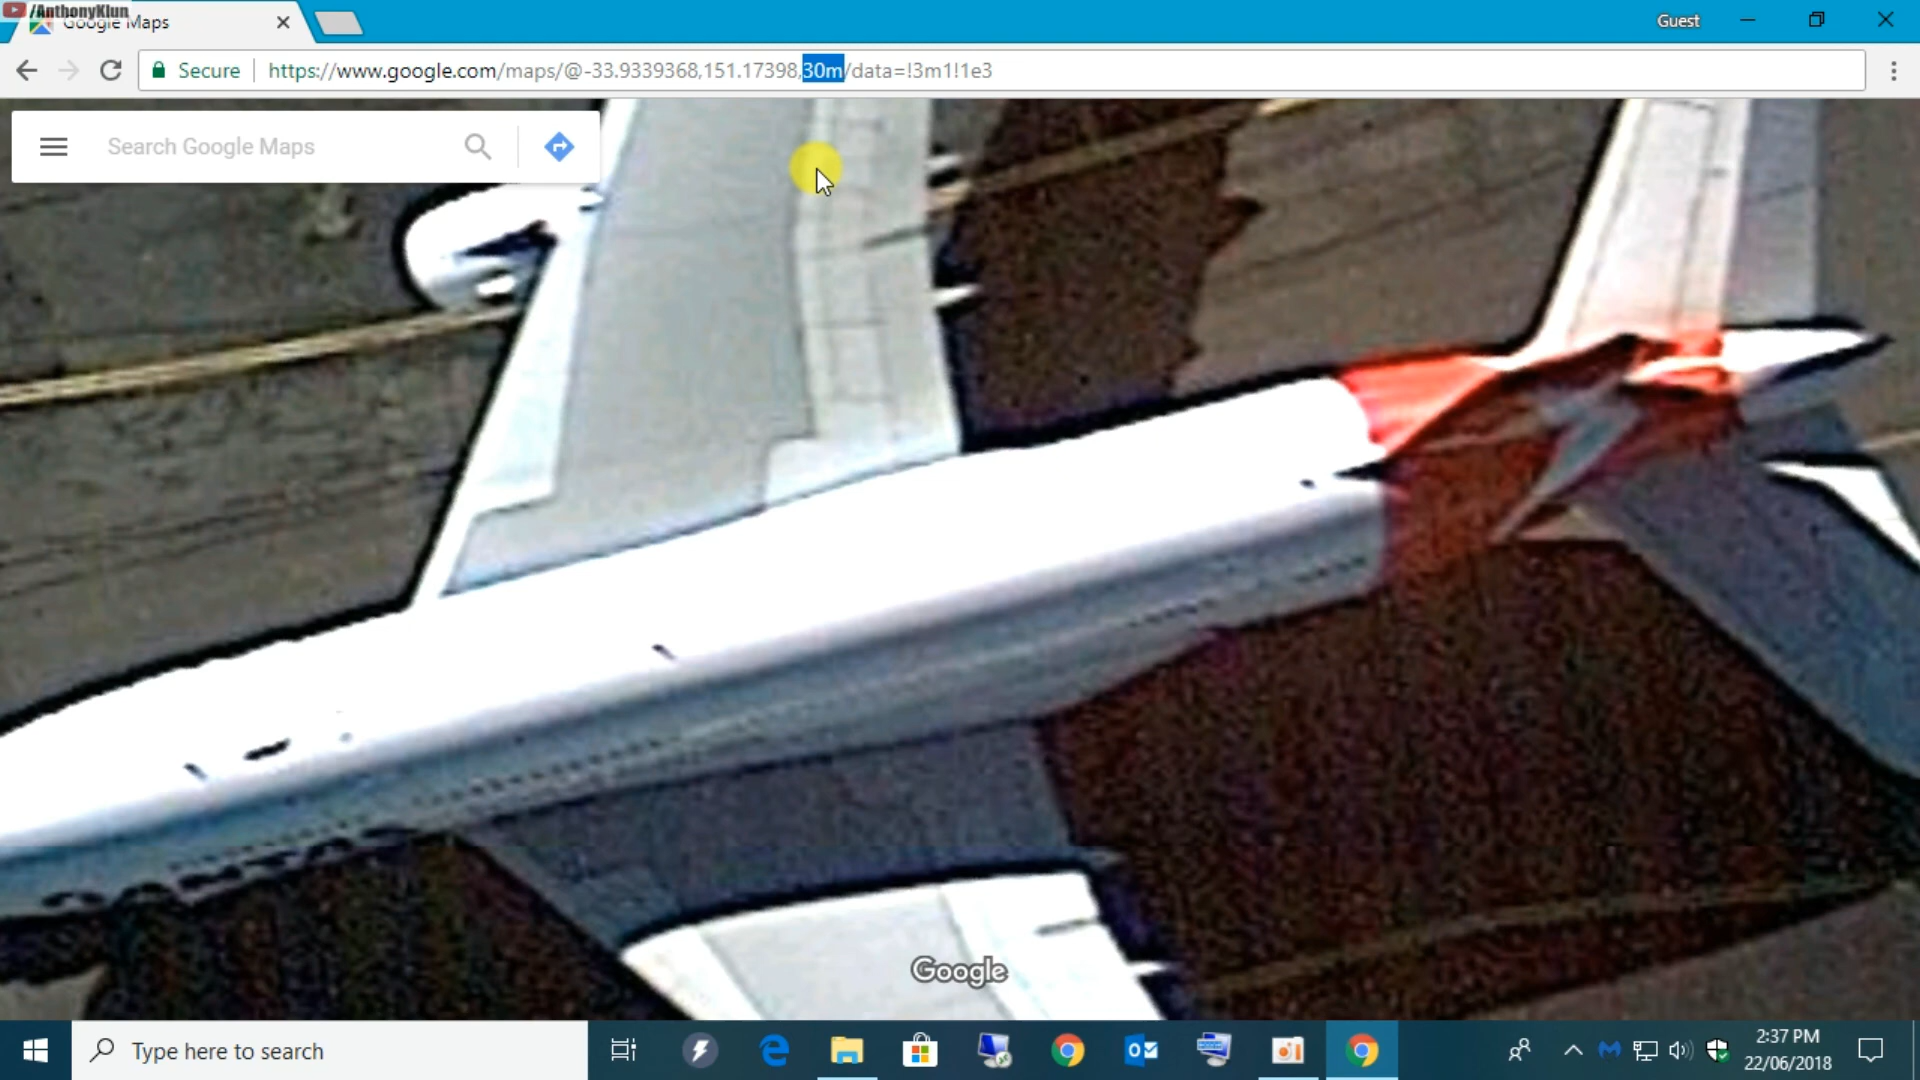 /AnthonyKlun
Google Maps
Guest
Secure
https://www.google.com/maps/@-33.9339368,151.17398,30m/data=!3m1!1e3
Search Google Maps
Google
Type here to search
2:37 PM
22/06/2018